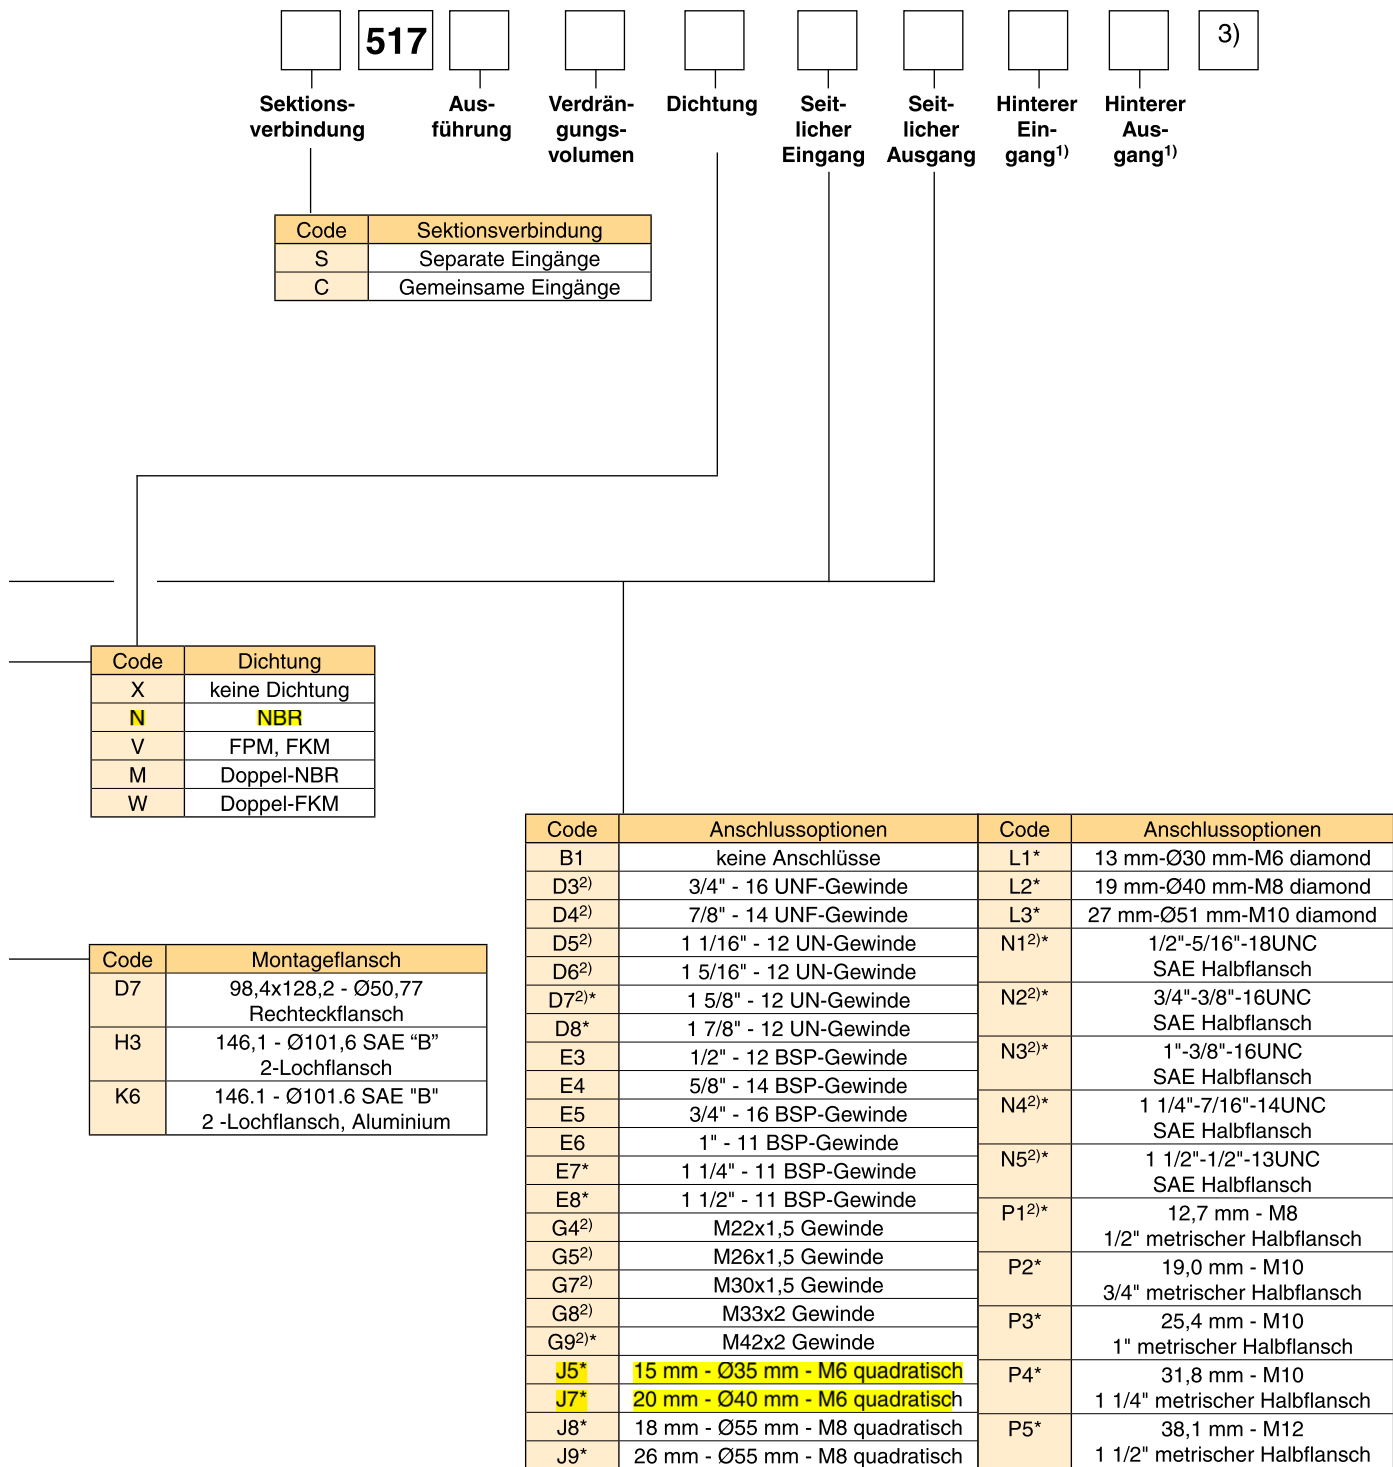 517 3)
Sektions-
verbindung
Aus-
führung
Verdrän-
gungs-
volumen
Dichtung
Seit-
licher
Eingang
Seit-
licher
Ausgang
Hinterer
Ein-
gang1)
Hinterer
Aus-
gang1)
Code Sektionsverbindung
S Separate Eingänge
C Gemeinsame Eingänge
Code Dichtung
X keine Dichtung
N NBR
V FPM, FKM
M Doppel-NBR
W Doppel-FKM
Code Montageflansch
D7 98,4x128,2 - Ø50,77
Rechteckflansch
H3 146,1 - Ø101,6 SAE “B”
2-Lochflansch
K6 146.1 - Ø101.6 SAE "B"
2 -Lochflansch, Aluminium
Code Anschlussoptionen
B1 keine Anschlüsse
D32) 3/4" - 16 UNF-Gewinde
D42) 7/8" - 14 UNF-Gewinde
D52) 1 1/16" - 12 UN-Gewinde
D62) 1 5/16" - 12 UN-Gewinde
D72)* 1 5/8" - 12 UN-Gewinde
D8* 1 7/8" - 12 UN-Gewinde
E3 1/2" - 12 BSP-Gewinde
E4 5/8" - 14 BSP-Gewinde
E5 3/4" - 16 BSP-Gewinde
E6 1" - 11 BSP-Gewinde
E7* 1 1/4" - 11 BSP-Gewinde
E8* 1 1/2" - 11 BSP-Gewinde
G42) M22x1,5 Gewinde
G52) M26x1,5 Gewinde
G72) M30x1,5 Gewinde
G82) M33x2 Gewinde
G92)* M42x2 Gewinde
J5* 15 mm - Ø35 mm - M6 quadratisch
J7* 20 mm - Ø40 mm - M6 quadratisch
J8* 18 mm - Ø55 mm - M8 quadratisch
J9* 26 mm - Ø55 mm - M8 quadratisch
Code Anschlussoptionen
L1* 13 mm-Ø30 mm-M6 diamond
L2* 19 mm-Ø40 mm-M8 diamond
L3* 27 mm-Ø51 mm-M10 diamond
N12)* 1/2"-5/16"-18UNC
SAE Halbflansch
N22)* 3/4"-3/8"-16UNC
SAE Halbflansch
N32)* 1"-3/8"-16UNC
SAE Halbflansch
N42)* 1 1/4"-7/16"-14UNC
SAE Halbflansch
N52)* 1 1/2"-1/2"-13UNC
SAE Halbflansch
P12)* 12,7 mm - M8
1/2" metrischer Halbflansch
P2* 19,0 mm - M10
3/4" metrischer Halbflansch
P3* 25,4 mm - M10
1" metrischer Halbflansch
P4* 31,8 mm - M10
1 1/4" metrischer Halbflansch
P5* 38,1 mm - M12
1 1/2" metrischer Halbflansch